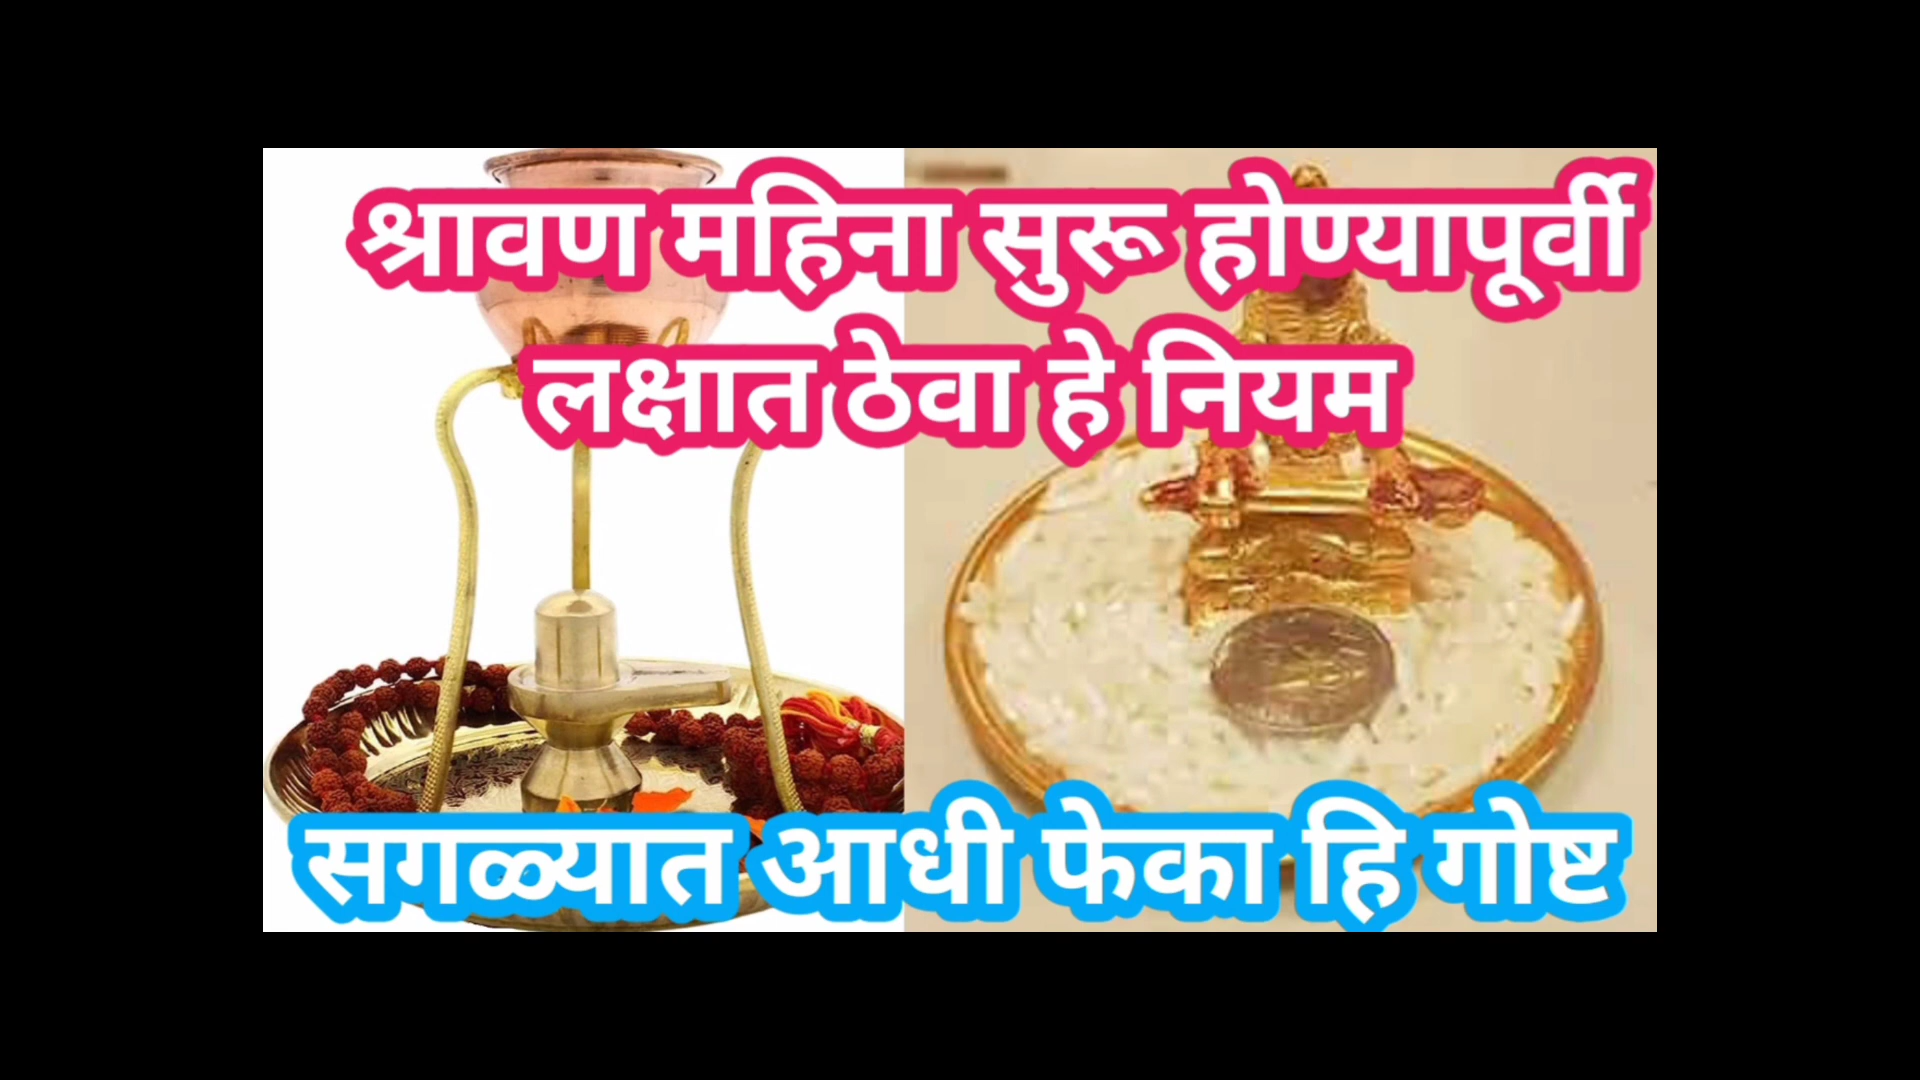 श्रावण महिना सुरू होण्यापूर्वी
लक्षात ठेवा हे नियम
सगळ्यात आधी फेका हि गोष्ट